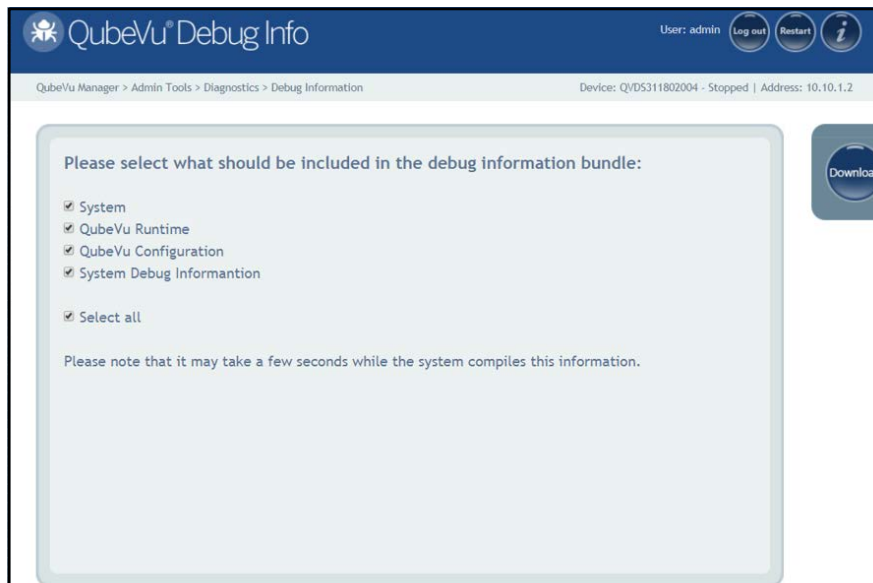 QubeVu® Debug Info
User: admin
Log out
Restart
i
QubeVu Manager > Admin Tools > Diagnostics > Debug Information
Device: QVDS311802004 - Stopped | Address: 10.10.1.2
Please select what should be included in the debug information bundle:
Downloa
System
QubeVu Runtime
QubeVu Configuration
System Debug Informantion
Select all
Please note that it may take a few seconds while the system compiles this information.